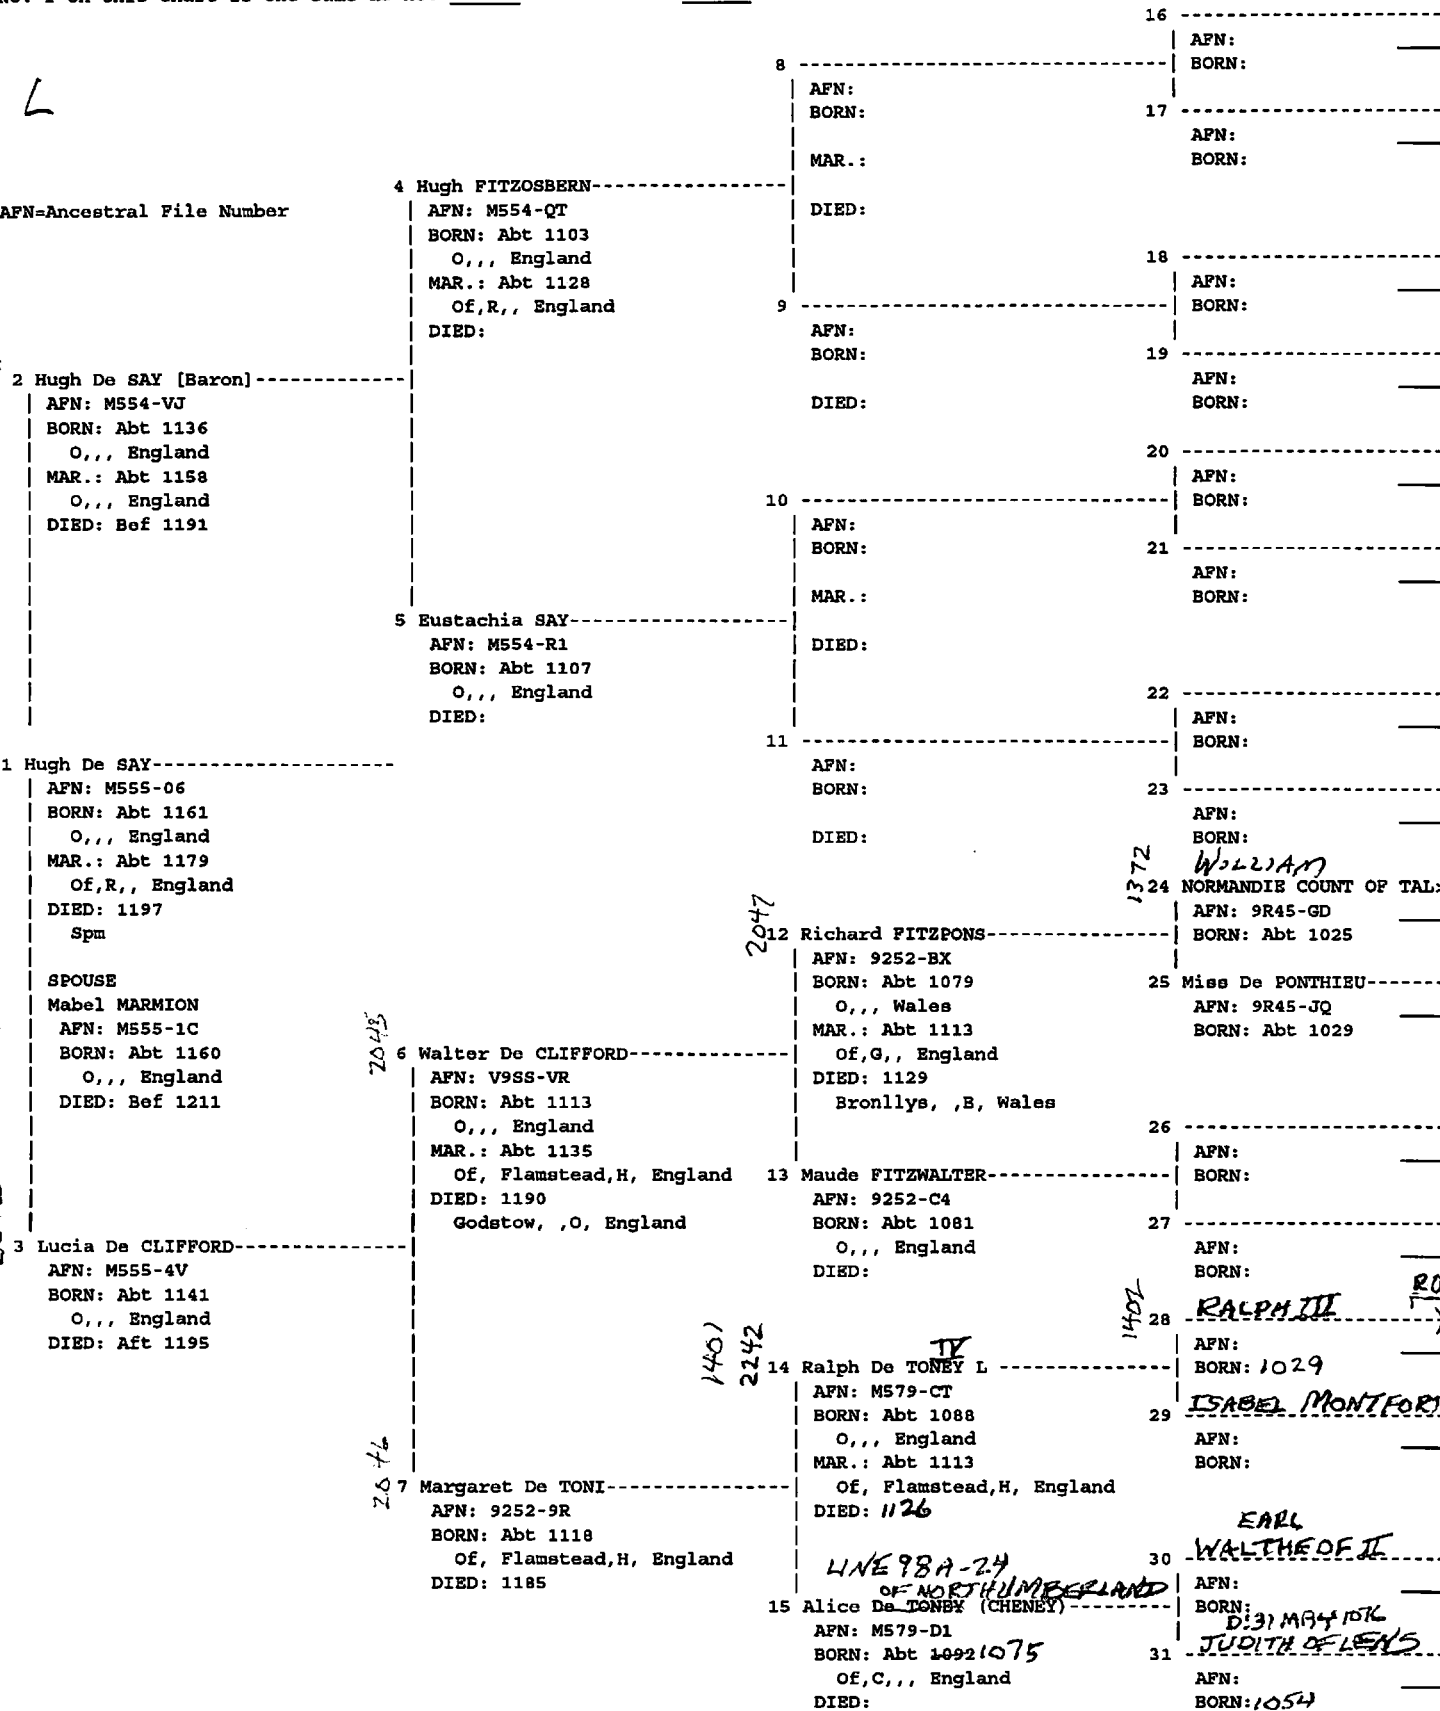 L
AFN=Ancestral File Number
2 Hugh De SAY [Baron]
AFN: M554-VJ
BORN: Abt 1136
O,,, England
MAR.: Abt 1158
O,,, England
DIED: Bef 1191
1 Hugh De SAY
AFN: M555-06
BORN: Abt 1161
O,,, England
MAR.: Abt 1179
Of,R,, England
DIED: 1197
Spm
SPOUSE
Mabel MARMION
AFN: M555-1C
BORN: Abt 1160
O,,, England
DIED: Bef 1211
3 Lucia De CLIFFORD
AFN: M555-4V
BORN: Abt 1141
O,,, England
DIED: Aft 1195
4 Hugh FITZOSBERN
AFN: M554-QT
BORN: Abt 1103
O,,, England
MAR.: Abt 1128
Of,R,, England
DIED:
5 Eustachia SAY
AFN: M554-R1
BORN: Abt 1107
O,,, England
DIED:
6 Walter De CLIFFORD
AFN: V9SS-VR
BORN: Abt 1113
O,,, England
MAR.: Abt 1135
Of, Flamstead,H, England
DIED: 1190
Godstow, ,O, England
2046
7 Margaret De TONI
AFN: 9252-9R
BORN: Abt 1118
Of, Flamstead,H, England
DIED: 1185
8
AFN:
BORN:
MAR.:
DIED:
9
AFN:
BORN:
DIED:
10
AFN:
BORN:
MAR.:
DIED:
11
AFN:
BORN:
DIED:
2047
12 Richard FITZPONS
AFN: 9252-BX
BORN: Abt 1079
O,,, Wales
MAR.: Abt 1113
Of,G,, England
DIED: 1129
Bronllys, ,B, Wales
13 Maude FITZWALTER
AFN: 9252-C4
BORN: Abt 1081
O,,, England
DIED:
1401
2242
IV
14 Ralph De TONEY L
AFN: M579-CT
BORN: Abt 1088
O,,, England
MAR.: Abt 1113
Of, Flamstead,H, England
DIED: 1126
LINE 98A-24
OF NORTHUMBERLAND
15 Alice De TONEY (CHENEY)
AFN: M579-D1
BORN: Abt 1092 1075
Of,C,,, England
DIED:
16
AFN:
BORN:
17
AFN:
BORN:
18
AFN:
BORN:
19
AFN:
BORN:
20
AFN:
BORN:
21
AFN:
BORN:
22
AFN:
BORN:
23
AFN:
BORN:
1372
WILLIAM
24 NORMANDIE COUNT OF TAL
AFN: 9R45-GD
BORN: Abt 1025
25 Miss De PONTHIEU
AFN: 9R45-JQ
BORN: Abt 1029
26
AFN:
BORN:
27
AFN:
BORN:
1402
28 RALPH III
AFN:
BORN: 1029
29 ISABEL MONTFORT
AFN:
BORN:
EARL
30 WALTHEOF II
AFN:
BORN:
D:31 MAY
31 JUDITH OF LENS
AFN:
BORN: 1054